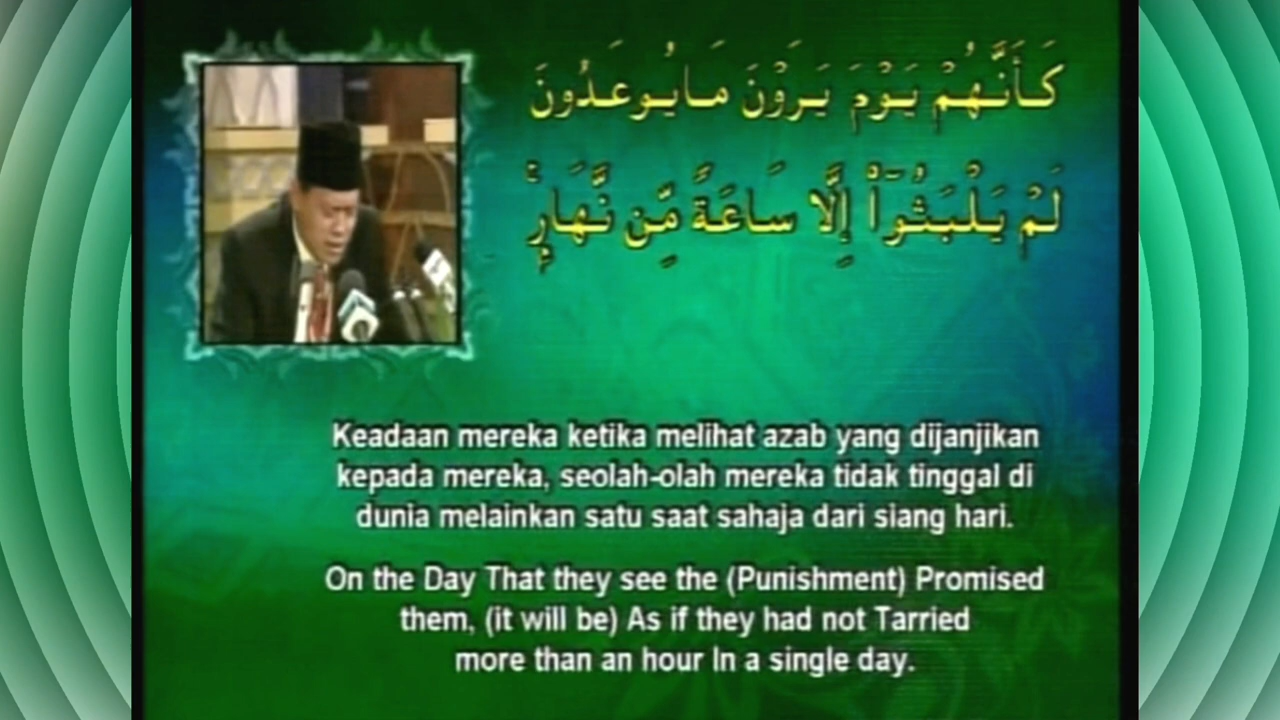 كَأَنَّهُمْ يَوْمَ يَرَوْنَ مَا يُوعَدُونَ
لَمْ يَلْبَثُوٓا۟ إِلَّا سَاعَةً مِّن نَّهَارٍۭ ۚ
Keadaan mereka ketika melihat azab yang dijanjikan
kepada mereka, seolah-olah mereka tidak tinggal di
dunia melainkan satu saat sahaja dari siang hari.
On the Day That they see the (Punishment) Promised
them, (it will be) As if they had not Tarried
more than an hour In a single day.